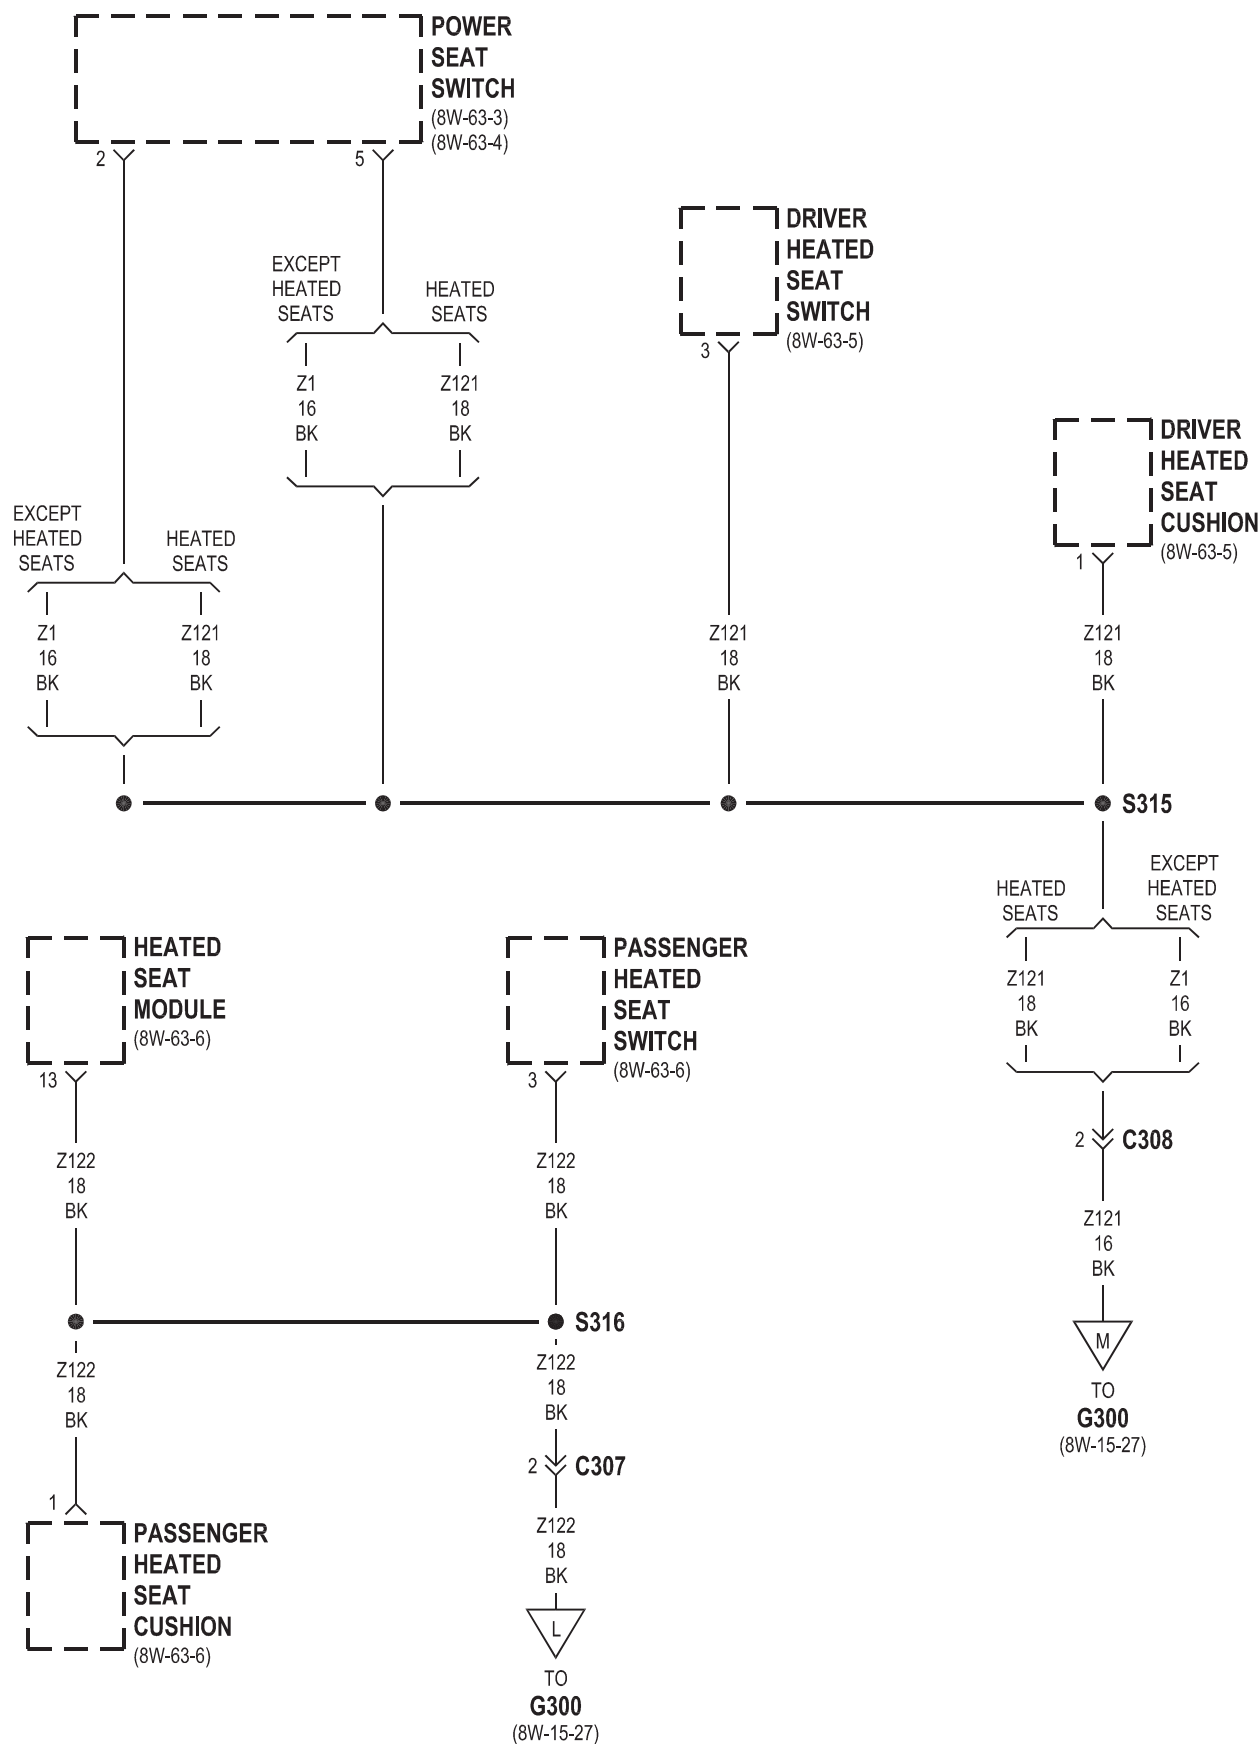 POWER
SEAT
SWITCH
(8W-63-3)
(8W-63-4)
2
5
DRIVER
HEATED
SEAT
SWITCH
(8W-63-5)
3
EXCEPT
HEATED
SEATS
HEATED
SEATS
Z1
16
BK
Z121
18
BK
DRIVER
HEATED
SEAT
CUSHION
(8W-63-5)
1
EXCEPT
HEATED
SEATS
HEATED
SEATS
Z1
16
BK
Z121
18
BK
Z121
18
BK
Z121
18
BK
S315
HEATED
SEATS
EXCEPT
HEATED
SEATS
Z121
18
BK
Z1
16
BK
2
C308
Z121
16
BK
M
TO
G300
(8W-15-27)
HEATED
SEAT
MODULE
(8W-63-6)
13
PASSENGER
HEATED
SEAT
SWITCH
(8W-63-6)
3
Z122
18
BK
Z122
18
BK
S316
Z122
18
BK
Z122
18
BK
2
C307
1
PASSENGER
HEATED
SEAT
CUSHION
(8W-63-6)
Z122
18
BK
L
TO
G300
(8W-15-27)